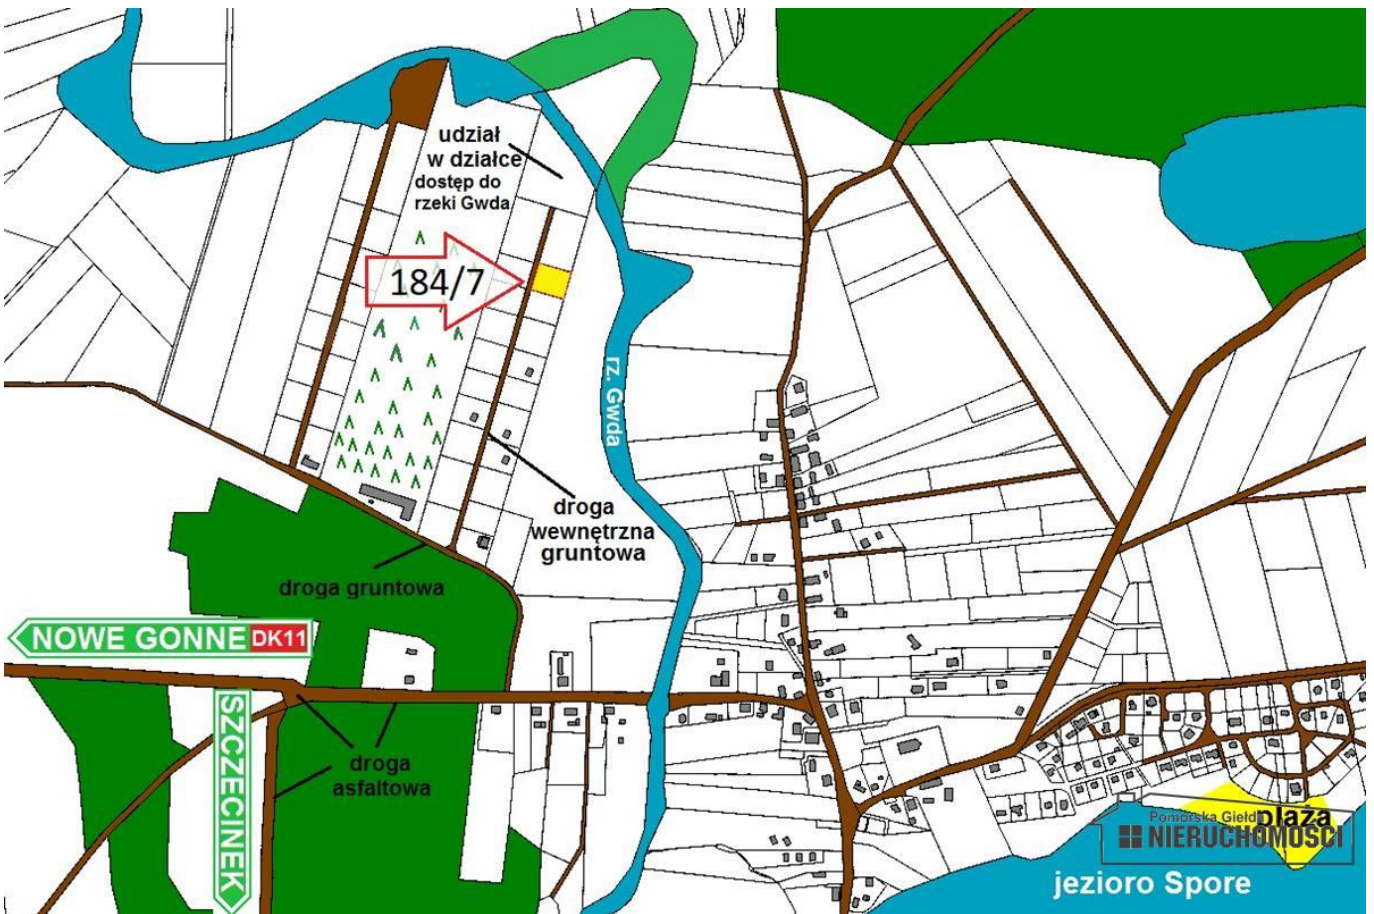 udział
w działce
dostęp do
rzeki Gwda
184/7
rz. Gwda
droga
wewnętrzna
gruntowa
droga gruntowa
NOWE GONNE DK11
SZCZECINEK
droga
asfaltowa
plaża
Pomorska Giełda
NIERUCHOMOŚCI
jezioro Spore